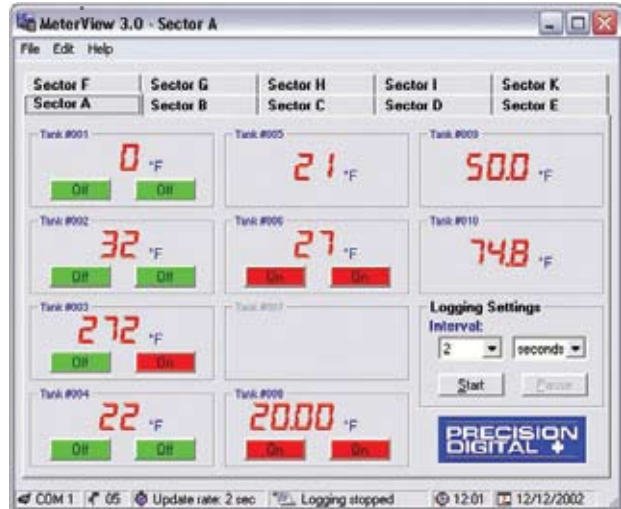 MeterView 3.0 - Sector A
File Edit Help
Sector F Sector G Sector H Sector I Sector K
Sector A Sector B Sector C Sector D Sector E
Tank #001 Tank #005 Tank #009
0 °F 21 °F 50.0 °F
Off Off
Tank #002 Tank #006 Tank #010
32 °F 27 °F 74.8 °F
Off Off On On
Tank #003 Tank #007 Logging Settings
272 °F Interval:
Off On 2 seconds
Start Pause
Tank #004 Tank #008
22 °F 20.00 °F PRECISION
Off Off On On DIGITAL
COM 1 05 Update rate: 2 sec Logging stopped 12:01 12/12/2002